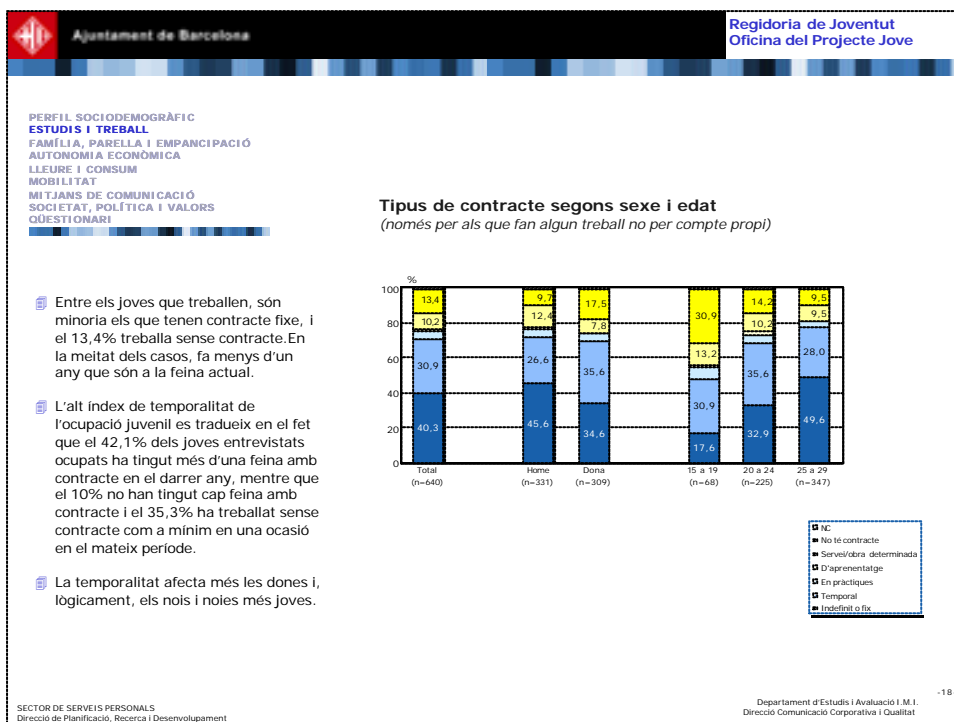 Ajuntament de Barcelona
Regidoria de Joventut
Oficina del Projecte Jove
PERFIL SOCIODEMOGRÀFIC
ESTUDIS I TREBALL
FAMÍLIA, PARELLA I EMPANCIPACIÓ
AUTONOMIA ECONÒMICA
LLEURE I CONSUM
MOBILITAT
MITJANS DE COMUNICACIÓ
SOCIETAT, POLÍTICA I VALORS
QÜESTIONARI
Entre els joves que treballen, són
minoria els que tenen contracte fixe, i
el 13,4% treballa sense contracte.En
la meitat dels casos, fa menys d'un
any que són a la feina actual.
L'alt índex de temporalitat de
l'ocupació juvenil es tradueix en el fet
que el 42,1% dels joves entrevistats
ocupats ha tingut més d'una feina amb
contracte en el darrer any, mentre que
el 10% no han tingut cap feina amb
contracte i el 35,3% ha treballat sense
contracte com a mínim en una ocasió
en el mateix període.
La temporalitat afecta més les dones i,
lògicament, els nois i noies més joves.
Tipus de contracte segons sexe i edat
(només per als que fan algun treball no per compte propi)
%
100
80
60
40
20
0
13,4 9,7 17,5 30,9 14,2 9,5
10,2 12,4 7,8 13,2 10,2 9,5
30,9 26,6 35,6 30,9 35,6 28,0
40,3 45,6 34,6 17,6 32,9 49,6
Total Home Dona 15 a 19 20 a 24 25 a 29
(n=640) (n=331) (n=309) (n=68) (n=225) (n=347)
NC
No té contracte
Servei/obra determinada
D'aprenentatge
En pràctiques
Temporal
Indefinit o fix
SECTOR DE SERVEIS PERSONALS
Direcció de Planificació, Recerca i Desenvolupament
Departament d'Estudis i Avaluació I.M.I.
Direcció Comunicació Corporativa i Qualitat
-18